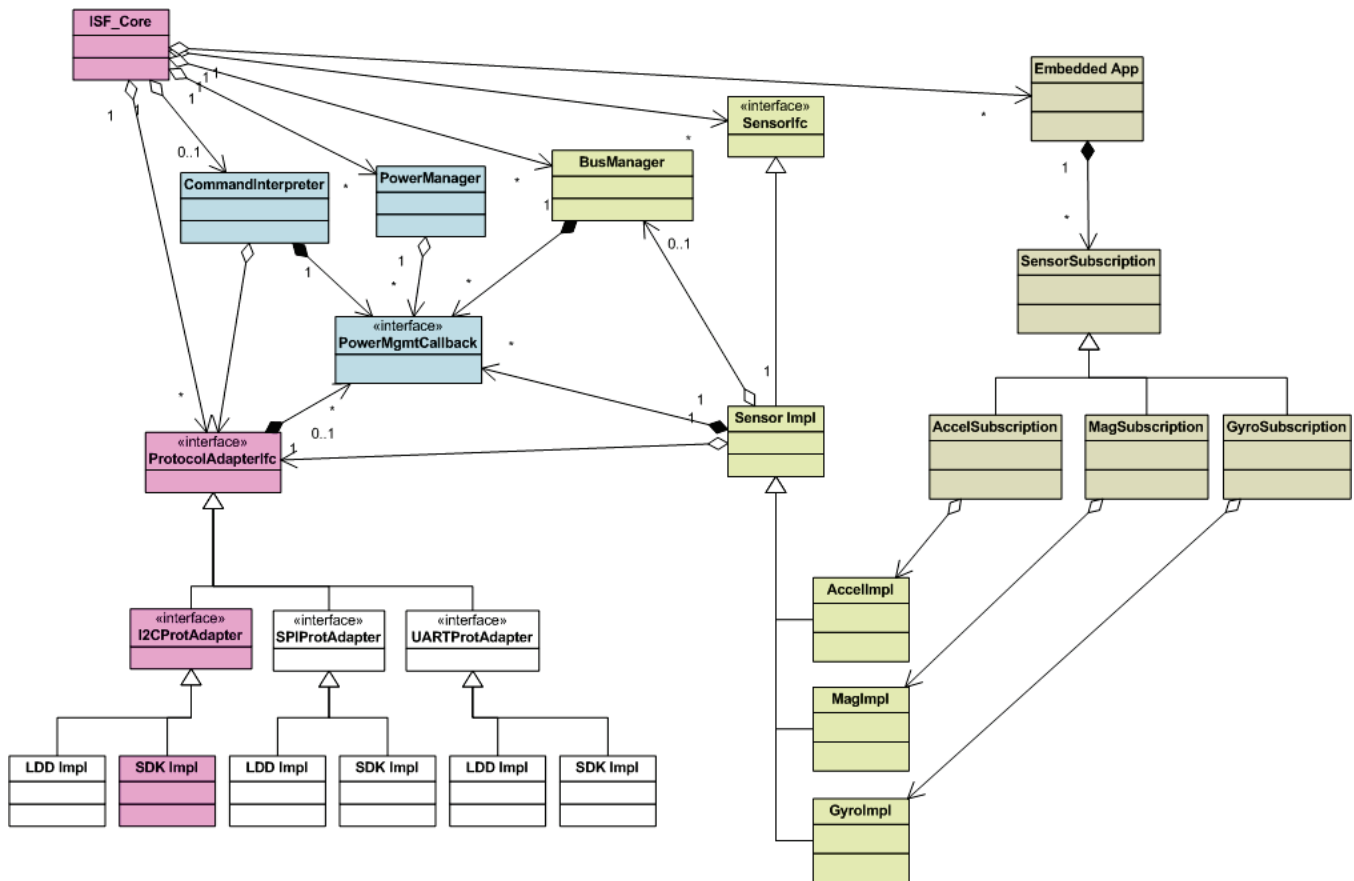 ISF_Core
1
1
1
1
1
1
0..1
*
*
*
*
*
Embedded App
1
*
«interface»
SensorIfc
BusManager
1
0..1
CommandInterpreter
1
PowerManager
1
*
*
SensorSubscription
«interface»
PowerMgmtCallback
*
*
0..1
1
1
1
1
Sensor Impl
«interface»
ProtocolAdapterIfc
AccelSubscription
MagSubscription
GyroSubscription
AccelImpl
«interface»
I2CProtAdapter
«interface»
SPIProtAdapter
«interface»
UARTProtAdapter
MagImpl
LDD Impl
SDK Impl
LDD Impl
SDK Impl
LDD Impl
SDK Impl
GyroImpl